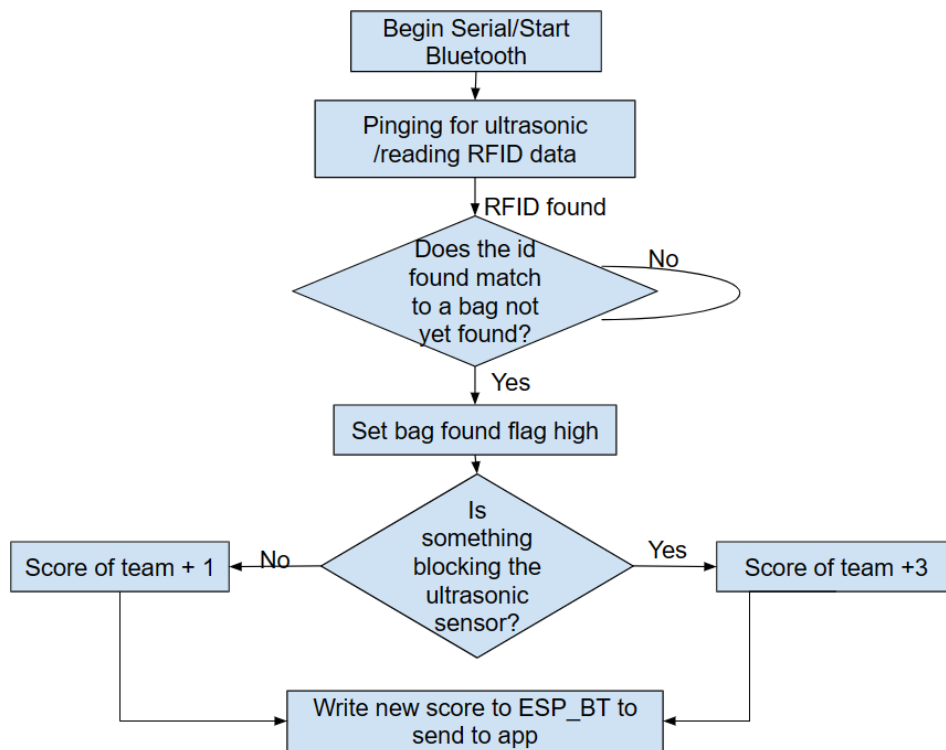 Begin Serial/Start
Bluetooth
Pinging for ultrasonic
/reading RFID data
RFID found
Does the id
found match
to a bag not
yet found?
No
Yes
Set bag found flag high
Is
something
blocking the
ultrasonic
sensor?
No
Yes
Score of team + 1
Score of team +3
Write new score to ESP_BT to
send to app